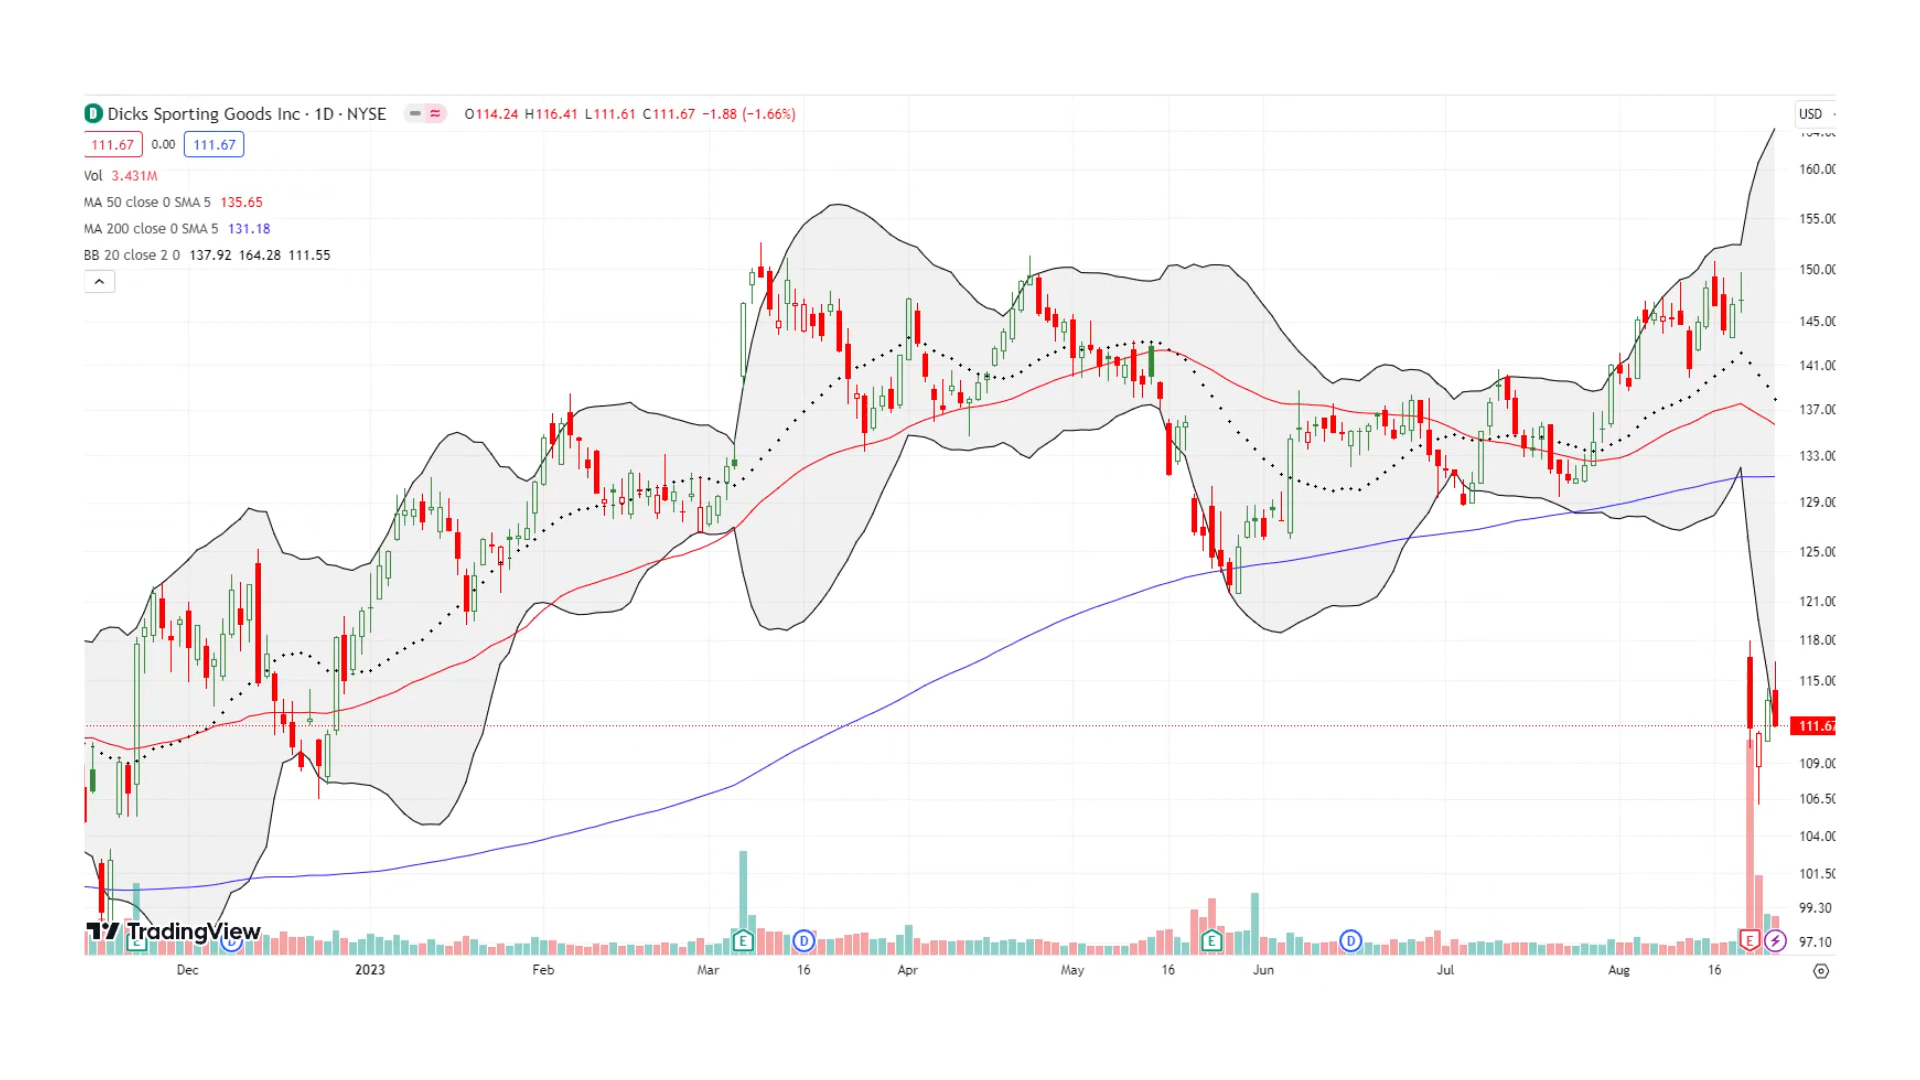 D Dicks Sporting Goods Inc · 1D · NYSE O114.24 H116.41 L111.61 C111.67 −1.88 (−1.66%) USD
111.67 0.00 111.67
Vol 3.431M
MA 50 close 0 SMA 5 135.65
MA 200 close 0 SMA 5 131.18
BB 20 close 2 0 137.92 164.28 111.55
160.00
155.00
150.00
145.00
141.00
137.00
133.00
129.00
125.00
121.00
118.00
115.00
111.67
109.00
106.50
104.00
101.50
99.30
97.10
TradingView
E D E D E D E
Dec 2023 Feb Mar 16 Apr May 16 Jun Jul Aug 16